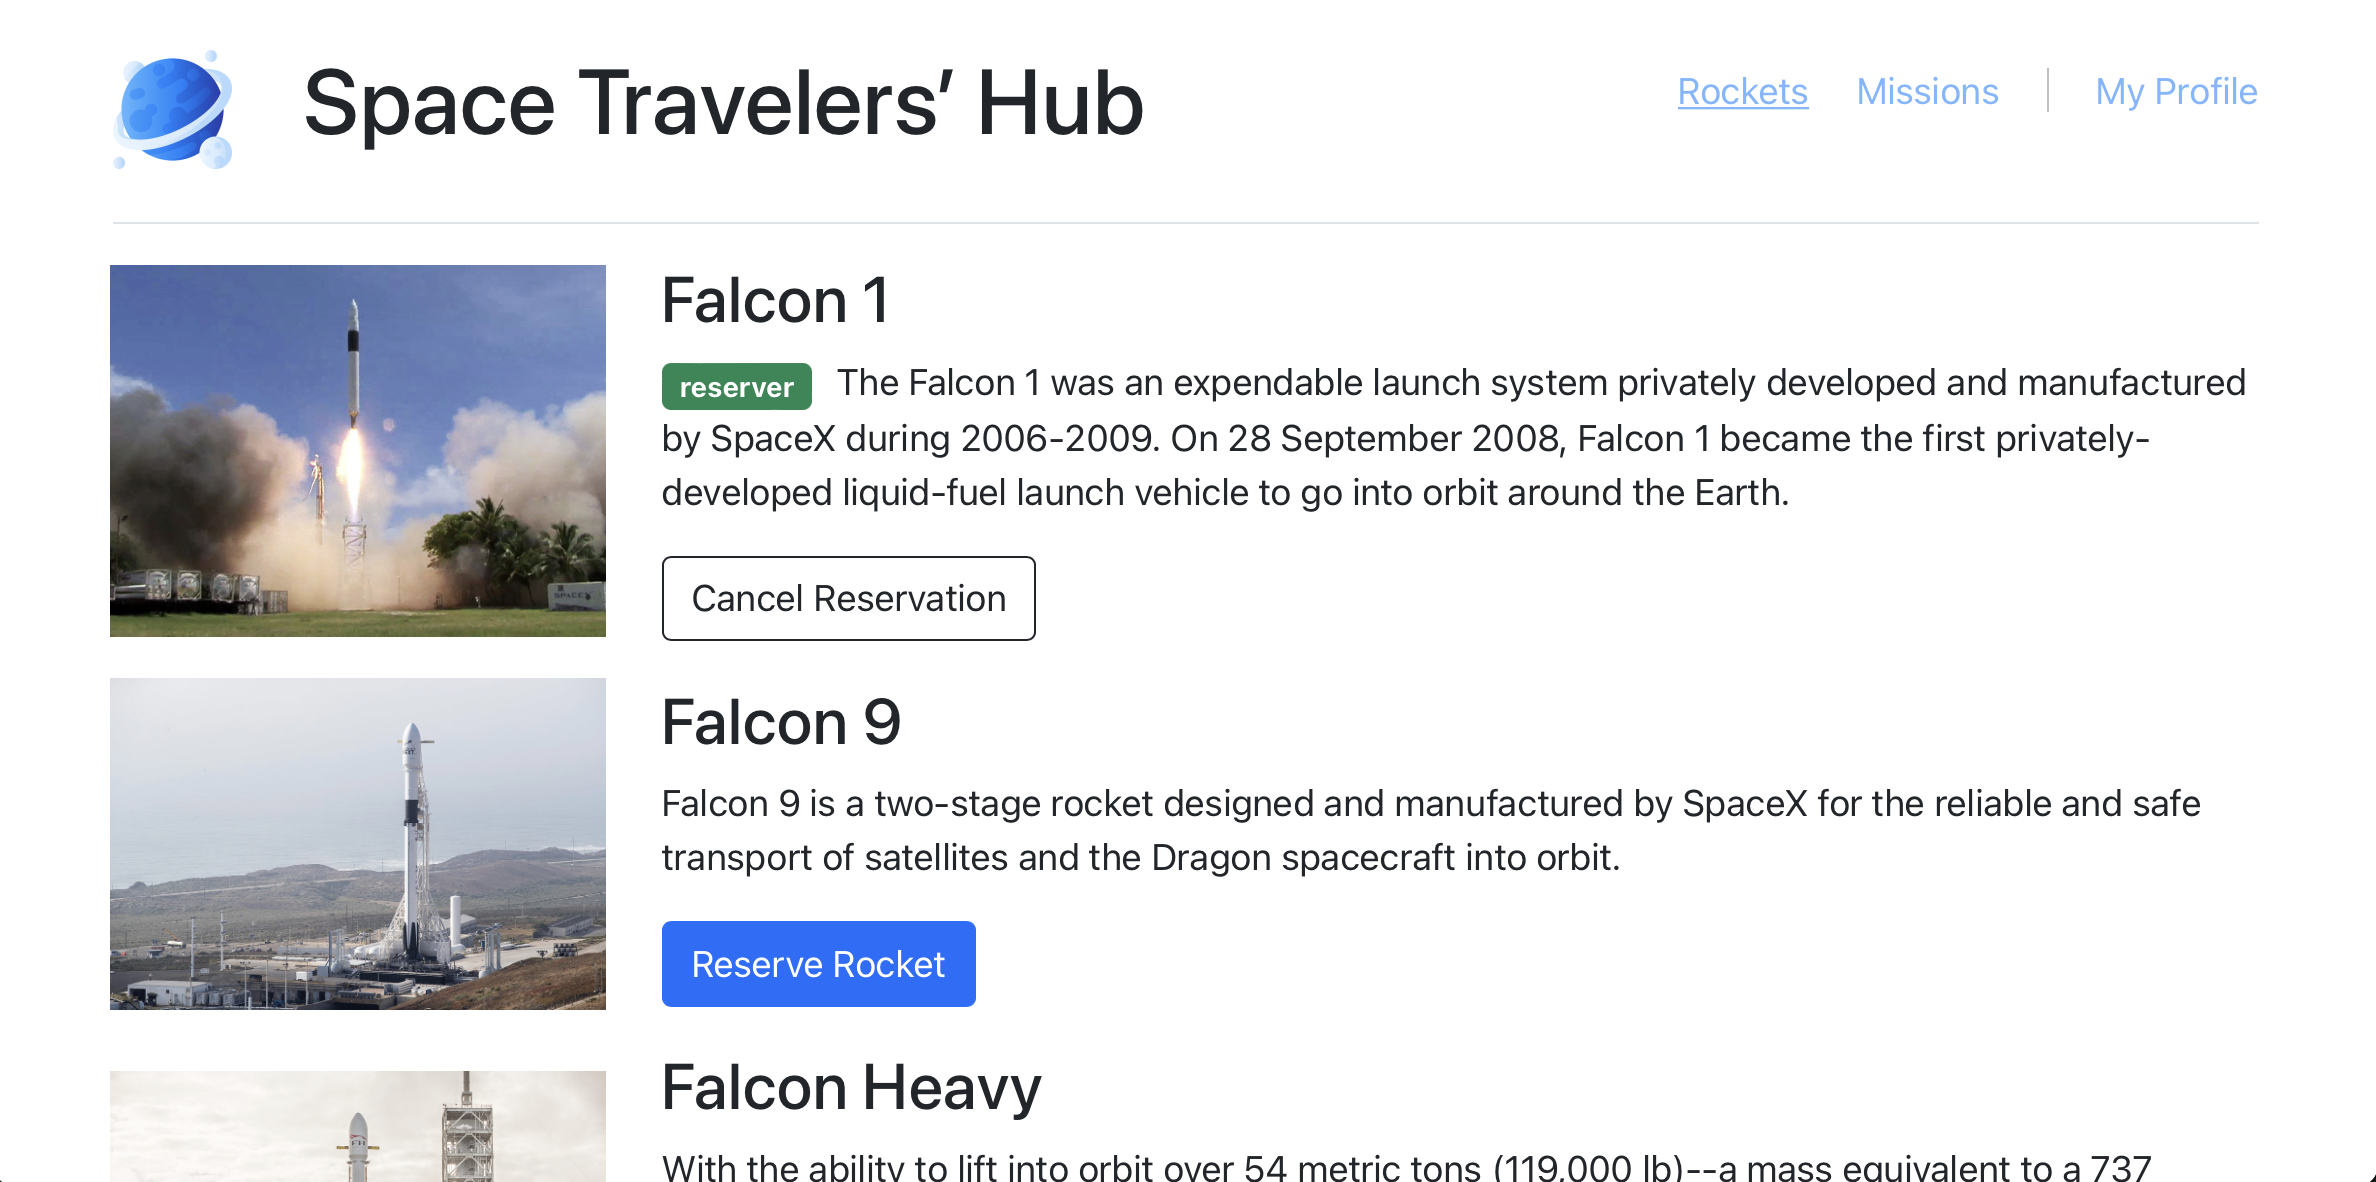 Space Travelers’ Hub
Rockets
Missions
My Profile
Falcon 1
reserver The Falcon 1 was an expendable launch system privately developed and manufactured
by SpaceX during 2006-2009. On 28 September 2008, Falcon 1 became the first privately-
developed liquid-fuel launch vehicle to go into orbit around the Earth.
Cancel Reservation
Falcon 9
Falcon 9 is a two-stage rocket designed and manufactured by SpaceX for the reliable and safe
transport of satellites and the Dragon spacecraft into orbit.
Reserve Rocket
Falcon Heavy
With the ability to lift into orbit over 54 metric tons (119,000 lb)--a mass equivalent to a 737